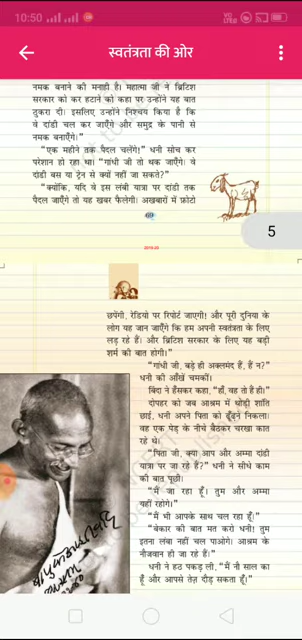 10:50
स्वतंत्रता की ओर
नमक बनाने की मनाही है। महात्मा जी ने ब्रिटिश
सरकार को कर हटाने को कहा पर उन्होंने यह बात
ठुकरा दी। इसलिए उन्होंने निश्चय किया है कि
वे दांडी चल कर जाएँगे और समुद्र के पानी से
नमक बनाएँगे।"
"एक महीने तक पैदल चलेंगे!" धनी सोच कर
परेशान हो रहा था। "गांधी जी तो थक जाएँगे। वे
दांडी बस या ट्रेन से क्यों नहीं जा सकते?"
"क्योंकि, यदि वे इस लंबी यात्रा पर दांडी तक
पैदल जाएँगे तो यह खबर फैलेगी। अखबारों में फ़ोटो
69
5
छपेंगी, रेडियो पर रिपोर्ट जाएगी! और पूरी दुनिया के
लोग यह जान जाएँगे कि हम अपनी स्वतंत्रता के लिए
लड़ रहे हैं। और ब्रिटिश सरकार के लिए यह बड़ी
शर्म की बात होगी।"
"गांधी जी, बड़े ही अक्लमंद हैं, हैं न?"
धनी की आँखें चमकीं।
बिंदा ने हँसकर कहा, "हाँ, वह तो हैं ही!"
दोपहर को जब आश्रम में थोड़ी शांति
छाई, धनी अपने पिता को ढूँढ़ने निकला।
वह एक पेड़ के नीचे बैठकर चरखा कात
रहे थे।
"पिता जी, क्या आप और अम्मा दांडी
यात्रा पर जा रहे हैं?" धनी ने सीधे काम
की बात पूछी।
"मैं जा रहा हूँ। तुम और अम्मा
यहीं रहोगे।"
"मैं भी आपके साथ चल रहा हूँ।"
"बेकार की बात मत करो धनी! तुम
इतना लंबा नहीं चल पाओगे। आश्रम के
नौजवान ही जा रहे हैं।"
धनी ने हठ पकड़ ली, "मैं नौ साल का
हूँ और आपसे तेज़ दौड़ सकता हूँ।"